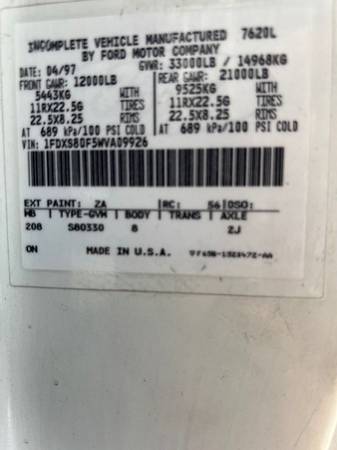 INCOMPLETE VEHICLE MANUFACTURED 7620L
BY FORD MOTOR COMPANY
DATE: 04/97 GVWR: 33000LB / 14968KG
FRONT GAWR: 12000LB REAR GAWR: 21000LB
5443KG WITH 9525KG WITH
11RX22.5G TIRES 11RX22.5G TIRES
22.5X8.25 RIMS 22.5X8.25 RIMS
AT 689 kPa/100 PSI COLD AT 689 kPa/100 PSI COLD
VIN: 1FDXS80F5WVA09926
EXT PAINT: ZA RC: 56 DSO:
WB TYPE-GVW BODY TRANS AXLE
208 S80330 8 2J
ON MADE IN U.S.A.